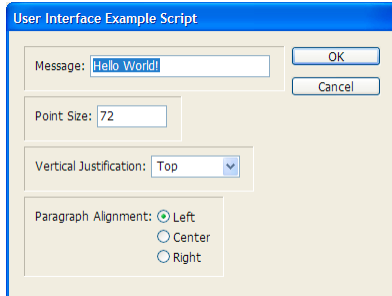 User Interface Example Script
Message: Hello World!
OK
Cancel
Point Size: 72
Vertical Justification: Top
Paragraph Alignment: Left
Center
Right